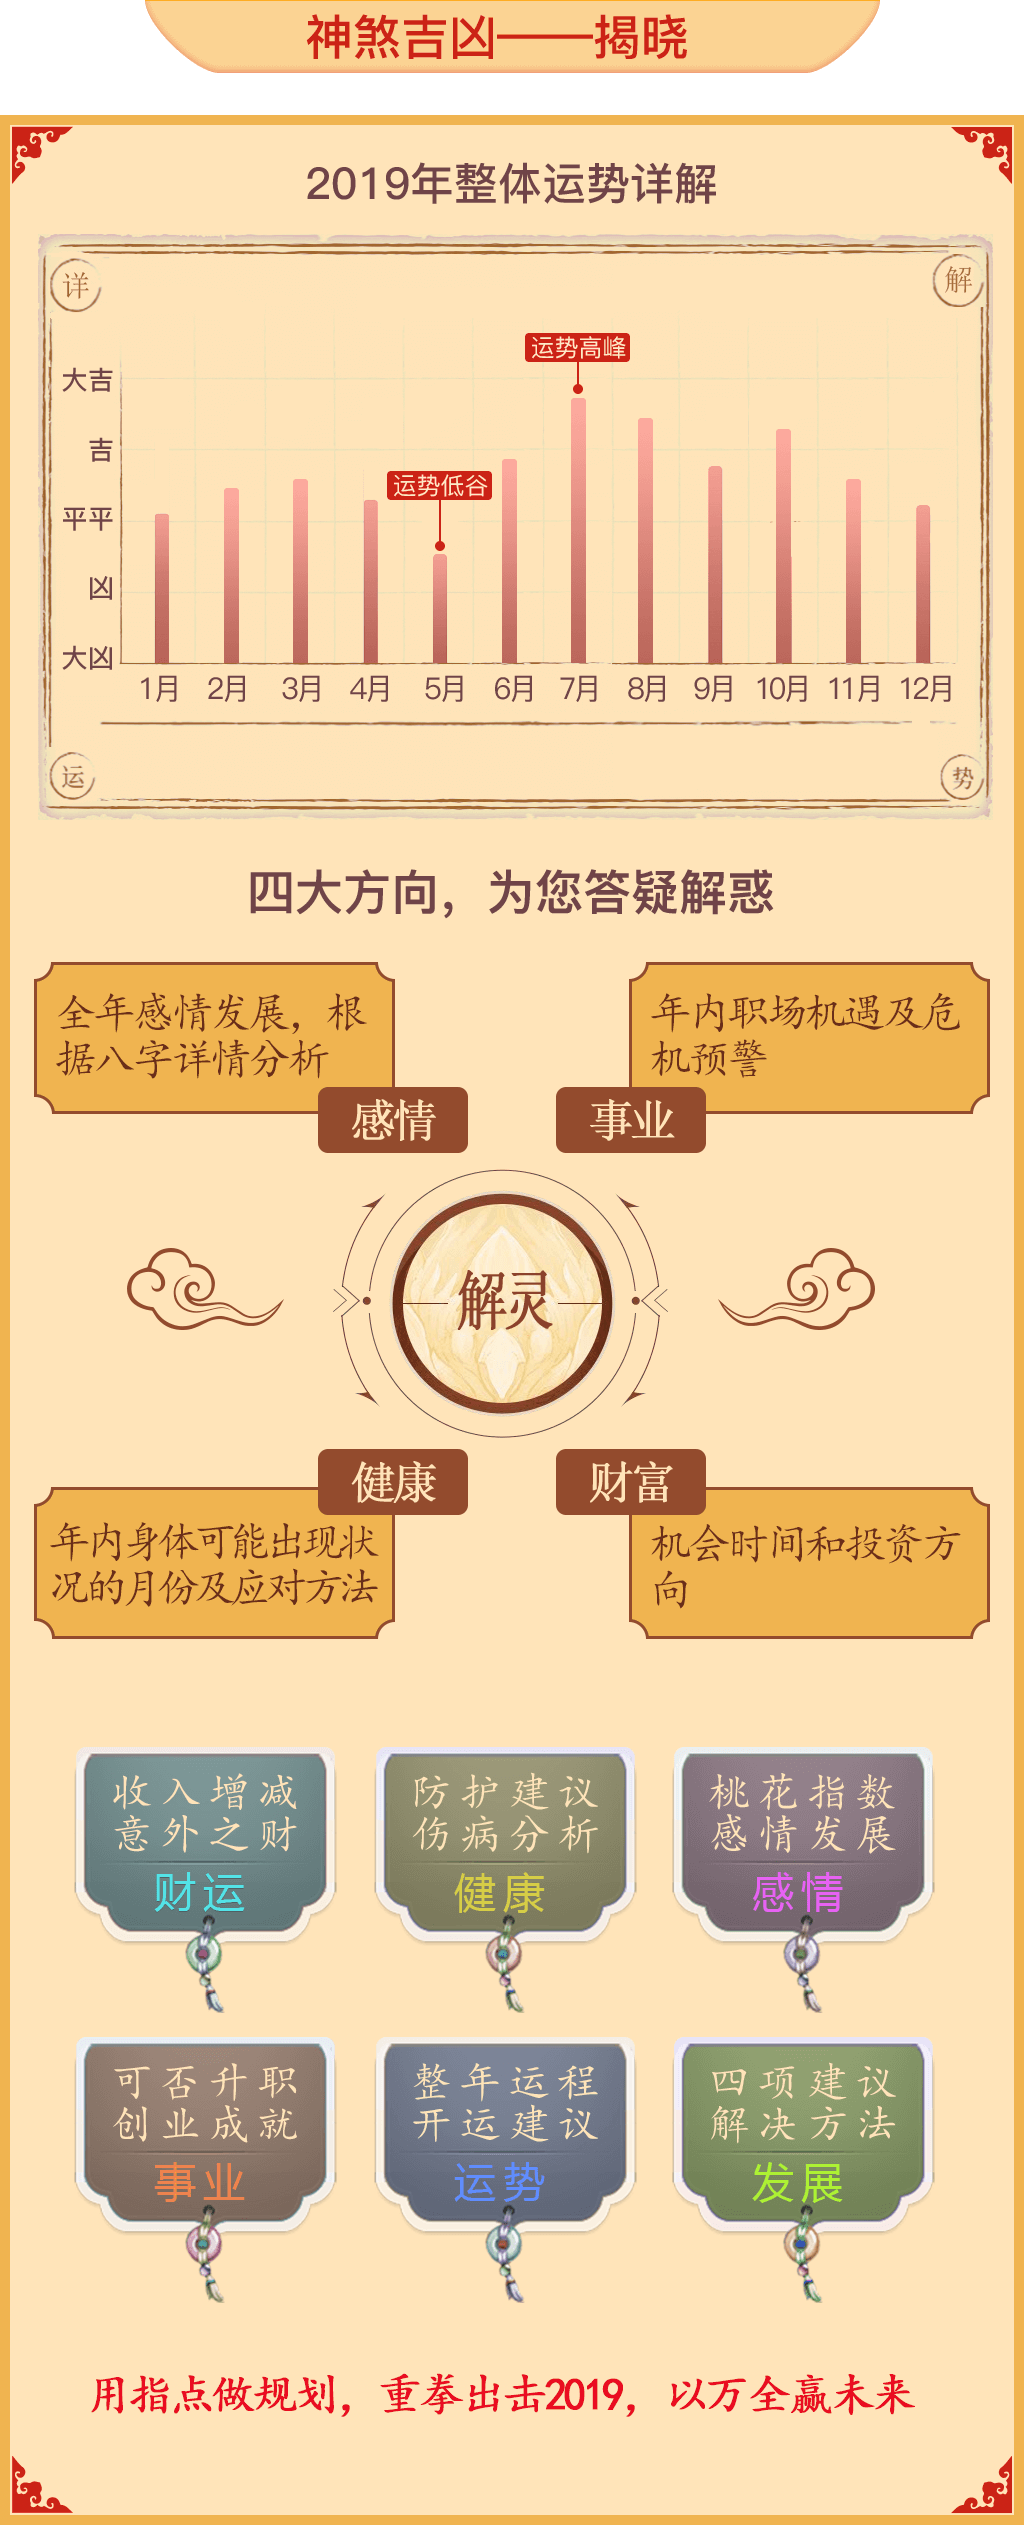 神煞吉凶——揭晓
2019年整体运势详解
详
解
运势高峰
大吉
吉
运势低谷
平平
凶
大凶
1月 2月 3月 4月 5月 6月 7月 8月 9月 10月 11月 12月
运
势
四大方向，为您答疑解惑
全年感情发展，根
据八字详情分析
感情
年内职场机遇及危
机预警
事业
解灵
健康
年内身体可能出现状
况的月份及应对方法
财富
机会时间和投资方
向
收入增减
意外之财
财运
防护建议
伤病分析
健康
桃花指数
感情发展
感情
可否升职
创业成就
事业
整年运程
开运建议
运势
四项建议
解决方法
发展
用指点做规划，重拳出击2019，以万全赢未来